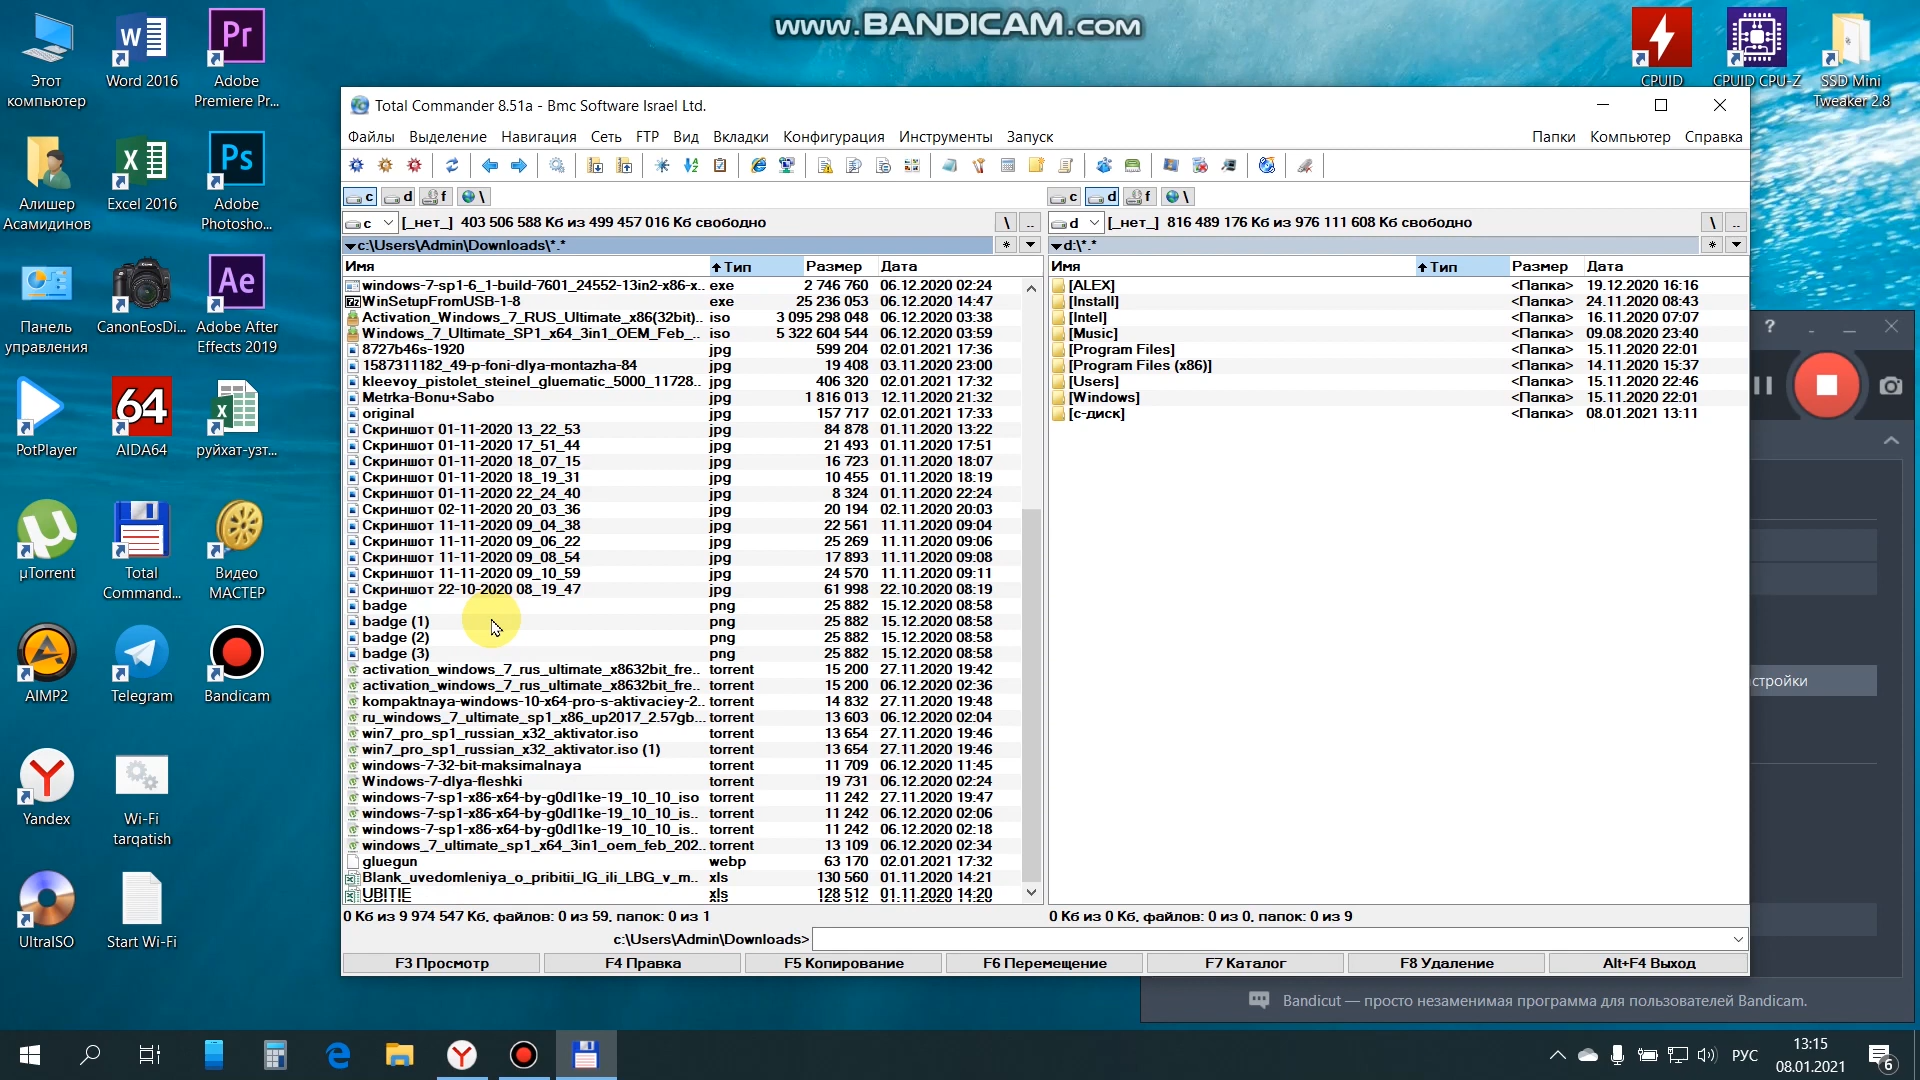 www.BANDICAM.com
Этот компьютер
Word 2016
Adobe Premiere Pr...
CPUID
CPUID CPU-Z
SSD Mini Tweaker 2.8
Алишер Асамидинов
Excel 2016
Adobe Photosho...
Панель управления
CanonEosDi...
Adobe After Effects 2019
PotPlayer
AIDA64
руйхат-узт...
µTorrent
Total Command...
Видео МАСТЕР
AIMP2
Telegram
Bandicam
Yandex
Wi-Fi tarqatish
UltraISO
Start Wi-Fi
Total Commander 8.51a - Bmc Software Israel Ltd.
Файлы Выделение Навигация Сеть FTP Вид Вкладки Конфигурация Инструменты Запуск Папки Компьютер Справка
c d f \ c d f \
c [_нет_] 403 506 588 Кб из 499 457 016 Кб свободно \ .. d [_нет_] 816 489 176 Кб из 976 111 608 Кб свободно \ ..
c:\Users\Admin\Downloads\*.* * d:\*.* *
Имя Тип Размер Дата Имя Тип Размер Дата
windows-7-sp1-6_1-build-7601_24552-13in2-x86-x.. exe 2 746 760 06.12.2020 02:24
WinSetupFromUSB-1-8 exe 25 236 053 06.12.2020 14:47
Activation_Windows_7_RUS_Ultimate_x86(32bit).. iso 3 095 298 048 06.12.2020 03:38
Windows_7_Ultimate_SP1_x64_3in1_OEM_Feb_.. iso 5 322 604 544 06.12.2020 03:59
8727b46s-1920 jpg 599 204 02.01.2021 17:36
1587311182_49-p-foni-dlya-montazha-84 jpg 19 408 03.11.2020 23:00
kleevoy_pistolet_steinel_gluematic_5000_11728.. jpg 406 320 02.01.2021 17:32
Metrka-Bonu+Sabo jpg 1 816 013 12.11.2020 21:32
original jpg 157 717 02.01.2021 17:33
Скриншот 01-11-2020 13_22_53 jpg 84 878 01.11.2020 13:22
Скриншот 01-11-2020 17_51_44 jpg 21 493 01.11.2020 17:51
Скриншот 01-11-2020 18_07_15 jpg 16 723 01.11.2020 18:07
Скриншот 01-11-2020 18_19_31 jpg 10 455 01.11.2020 18:19
Скриншот 01-11-2020 22_24_40 jpg 8 324 01.11.2020 22:24
Скриншот 02-11-2020 20_03_36 jpg 20 194 02.11.2020 20:03
Скриншот 11-11-2020 09_04_38 jpg 22 561 11.11.2020 09:04
Скриншот 11-11-2020 09_06_22 jpg 25 269 11.11.2020 09:06
Скриншот 11-11-2020 09_08_54 jpg 17 893 11.11.2020 09:08
Скриншот 11-11-2020 09_10_59 jpg 24 570 11.11.2020 09:11
Скриншот 22-10-2020 08_19_47 jpg 61 998 22.10.2020 08:19
badge png 25 882 15.12.2020 08:58
badge (1) png 25 882 15.12.2020 08:58
badge (2) png 25 882 15.12.2020 08:58
badge (3) png 25 882 15.12.2020 08:58
activation_windows_7_rus_ultimate_x8632bit_fre.. torrent 15 200 27.11.2020 19:42
activation_windows_7_rus_ultimate_x8632bit_fre.. torrent 15 200 06.12.2020 02:36
kompaktnaya-windows-10-x64-pro-s-aktivaciey-2.. torrent 14 832 27.11.2020 19:48
ru_windows_7_ultimate_sp1_x86_up2017_2.57gb... torrent 13 603 06.12.2020 02:04
win7_pro_sp1_russian_x32_aktivator.iso torrent 13 654 27.11.2020 19:46
win7_pro_sp1_russian_x32_aktivator.iso (1) torrent 13 654 27.11.2020 19:46
windows-7-32-bit-maksimalnaya torrent 11 709 06.12.2020 11:45
Windows-7-dlya-fleshki torrent 19 731 06.12.2020 02:24
windows-7-sp1-x86-x64-by-g0dl1ke-19_10_10_iso torrent 11 242 27.11.2020 19:47
windows-7-sp1-x86-x64-by-g0dl1ke-19_10_10_is.. torrent 11 242 06.12.2020 02:06
windows-7-sp1-x86-x64-by-g0dl1ke-19_10_10_is.. torrent 11 242 06.12.2020 02:18
windows_7_ultimate_sp1_x64_3in1_oem_feb_202.. torrent 13 109 06.12.2020 02:34
gluegun webp 63 170 02.01.2021 17:32
Blank_uvedomleniya_o_pribitii_IG_ili_LBG_v_m.. xls 130 560 01.11.2020 14:21
UBITIE xls 128 512 01.11.2020 14:20
[ALEX] <Папка> 19.12.2020 16:16
[Install] <Папка> 24.11.2020 08:43
[Intel] <Папка> 16.11.2020 07:07
[Music] <Папка> 09.08.2020 23:40
[Program Files] <Папка> 15.11.2020 22:01
[Program Files (x86)] <Папка> 14.11.2020 15:37
[Users] <Папка> 15.11.2020 22:46
[Windows] <Папка> 15.11.2020 22:01
[с-диск] <Папка> 08.01.2021 13:11
0 Кб из 9 974 547 Кб, файлов: 0 из 59, папок: 0 из 1 0 Кб из 0 Кб, файлов: 0 из 0, папок: 0 из 9
c:\Users\Admin\Downloads>
F3 Просмотр F4 Правка F5 Копирование F6 Перемещение F7 Каталог F8 Удаление Alt+F4 Выход
стройки
Bandicut — просто незаменимая программа для пользователей Bandicam.
РУС
13:15
08.01.2021
6